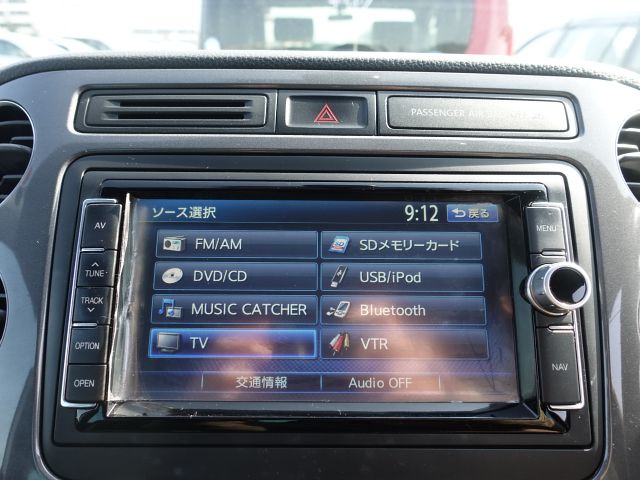 PASSENGER AIR
ソース選択
9:12
戻る
FM/AM
SDメモリーカード
DVD/CD
USB/iPod
MUSIC CATCHER
Bluetooth
TV
VTR
交通情報
Audio OFF
AV
TUNE
TRACK
OPTION
OPEN
MENU
NAV